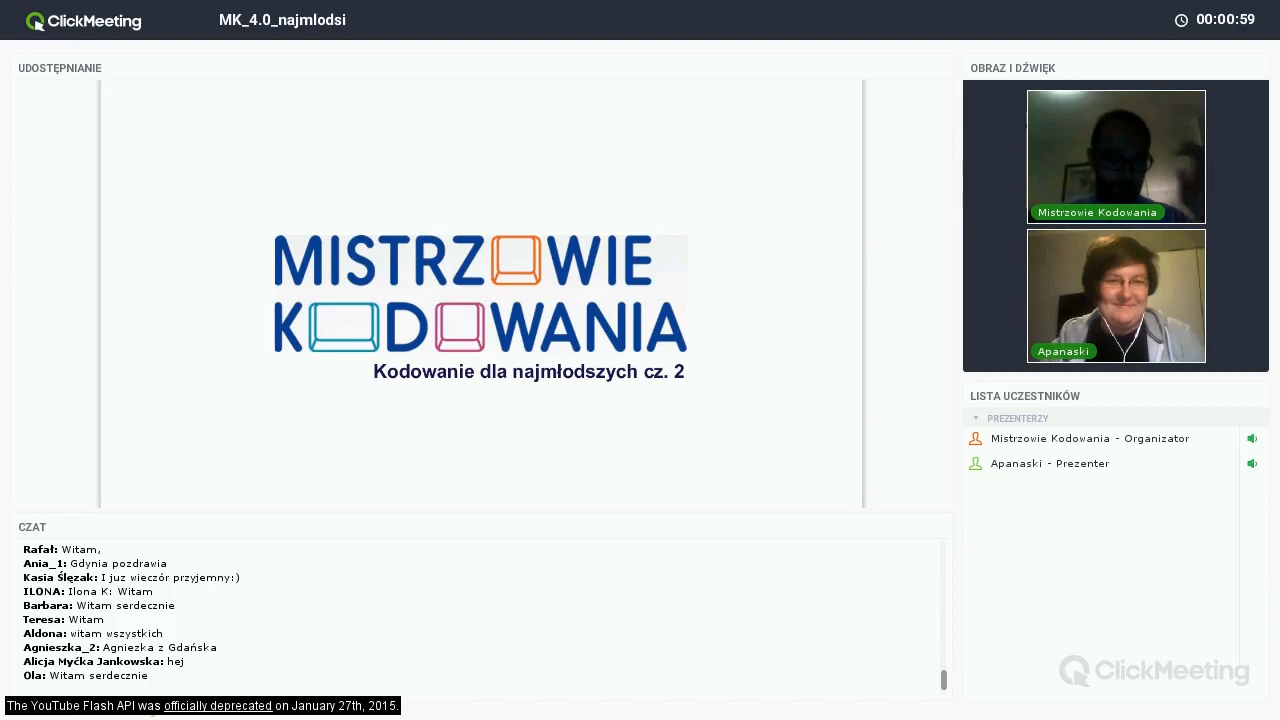 ClickMeeting
MK_4.0_najmlodsi
00:00:59
UDOSTĘPNIANIE
MISTRZOWIE
KODOWANIA
Kodowanie dla najmłodszych cz. 2
OBRAZ I DŹWIĘK
Mistrzowie Kodowania
Apanaski
LISTA UCZESTNIKÓW
PREZENTERZY
Mistrzowie Kodowania - Organizator
Apanaski - Prezenter
CZAT
Rafał: Witam,
Ania_1: Gdynia pozdrawia
Kasia Ślęzak: I juz wieczór przyjemny:)
ILONA: Ilona K: Witam
Barbara: Witam serdecznie
Teresa: Witam
Aldona: witam wszystkich
Agnieszka_2: Agniezka z Gdańska
Alicja Myćka Jankowska: hej
Ola: Witam serdecznie
ClickMeeting
The YouTube Flash API was officially deprecated on January 27th, 2015.